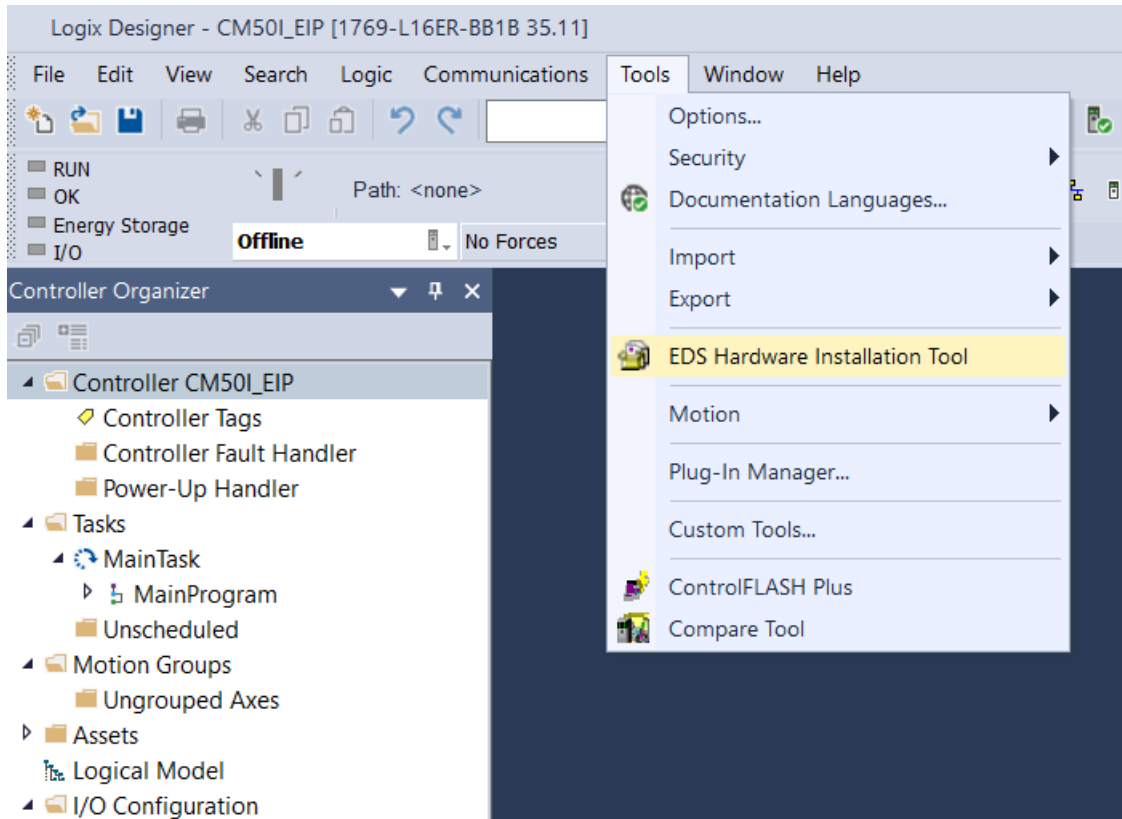 Logix Designer - CM50I_EIP [1769-L16ER-BB1B 35.11]
File Edit View Search Logic Communications Tools Window Help
RUN
OK
Energy Storage
I/O
Path: <none>
Offline
No Forces
Controller Organizer
Controller CM50I_EIP
Controller Tags
Controller Fault Handler
Power-Up Handler
Tasks
MainTask
MainProgram
Unscheduled
Motion Groups
Ungrouped Axes
Assets
Logical Model
I/O Configuration
Options...
Security
Documentation Languages...
Import
Export
EDS Hardware Installation Tool
Motion
Plug-In Manager...
Custom Tools...
ControlFLASH Plus
Compare Tool